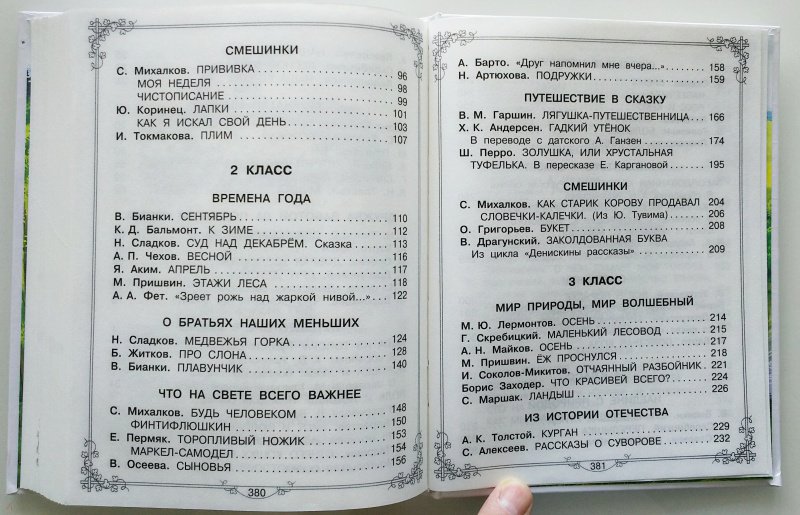 СМЕШИНКИ
С. Михалков. ПРИВИВКА 96
МОЯ НЕДЕЛЯ 98
ЧИСТОПИСАНИЕ 99
Ю. Коринец. ЛАПКИ 101
КАК Я ИСКАЛ СВОЙ ДЕНЬ 103
И. Токмакова. ПЛИМ 107
2 КЛАСС
ВРЕМЕНА ГОДА
В. Бианки. СЕНТЯБРЬ 110
К. Д. Бальмонт. К ЗИМЕ 112
Н. Сладков. СУД НАД ДЕКАБРЁМ. Сказка 113
А. П. Чехов. ВЕСНОЙ 116
Я. Аким. АПРЕЛЬ 117
М. Пришвин. ЭТАЖИ ЛЕСА 118
А. А. Фет. «Зреет рожь над жаркой нивой...» 122
О БРАТЬЯХ НАШИХ МЕНЬШИХ
Н. Сладков. МЕДВЕЖЬЯ ГОРКА 124
Б. Житков. ПРО СЛОНА 128
В. Бианки. ПЛАВУНЧИК 140
ЧТО НА СВЕТЕ ВСЕГО ВАЖНЕЕ
С. Михалков. БУДЬ ЧЕЛОВЕКОМ 148
ФИНТИФЛЮШКИН 150
Е. Пермяк. ТОРОПЛИВЫЙ НОЖИК 153
МАРКЕЛ-САМОДЕЛ 154
В. Осеева. СЫНОВЬЯ 156
380
А. Барто. «Друг напомнил мне вчера...» 158
Н. Артюхова. ПОДРУЖКИ 159
ПУТЕШЕСТВИЕ В СКАЗКУ
В. М. Гаршин. ЛЯГУШКА-ПУТЕШЕСТВЕННИЦА 166
Х. К. Андерсен. ГАДКИЙ УТЁНОК
В переводе с датского А. Ганзен 174
Ш. Перро. ЗОЛУШКА, ИЛИ ХРУСТАЛЬНАЯ
ТУФЕЛЬКА. В пересказе Е. Каргановой 195
СМЕШИНКИ
С. Михалков. КАК СТАРИК КОРОВУ ПРОДАВАЛ 204
СЛОВЕЧКИ-КАЛЕЧКИ. (Из Ю. Тувима) 206
О. Григорьев. БУКЕТ 208
В. Драгунский. ЗАКОЛДОВАННАЯ БУКВА
Из цикла «Денискины рассказы» 209
3 КЛАСС
МИР ПРИРОДЫ, МИР ВОЛШЕБНЫЙ
М. Ю. Лермонтов. ОСЕНЬ 214
Г. Скребицкий. МАЛЕНЬКИЙ ЛЕСОВОД 215
А. Н. Майков. ОСЕНЬ 217
М. Пришвин. ЁЖ ПРОСНУЛСЯ 218
И. Соколов-Микитов. ОТЧАЯННЫЙ РАЗБОЙНИК 221
Борис Заходер. ЧТО КРАСИВЕЙ ВСЕГО? 224
С. Маршак. ЛАНДЫШ 226
ИЗ ИСТОРИИ ОТЕЧЕСТВА
А. К. Толстой. КУРГАН 229
С. Алексеев. РАССКАЗЫ О СУВОРОВЕ 232
381